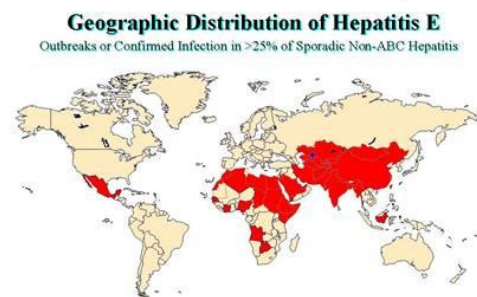 Geographic Distribution of Hepatitis E
Outbreaks or Confirmed Infection in >25% of Sporadic Non-ABC Hepatitis